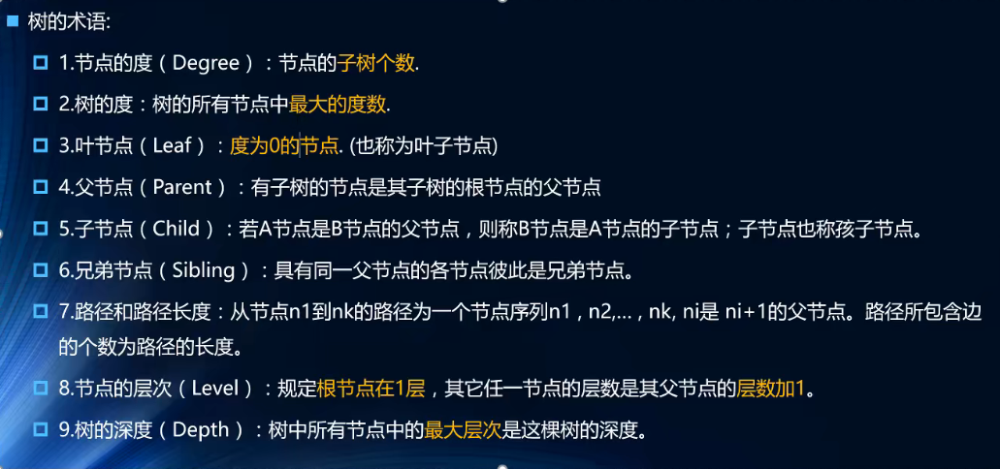 树的术语:
1.节点的度（Degree）：节点的子树个数.
2.树的度：树的所有节点中最大的度数.
3.叶节点（Leaf）：度为0的节点. (也称为叶子节点)
4.父节点（Parent）：有子树的节点是其子树的根节点的父节点
5.子节点（Child）：若A节点是B节点的父节点，则称B节点是A节点的子节点；子节点也称孩子节点。
6.兄弟节点（Sibling）：具有同一父节点的各节点彼此是兄弟节点。
7.路径和路径长度：从节点n1到nk的路径为一个节点序列n1 , n2,... , nk, ni是 ni+1的父节点。路径所包含边
的个数为路径的长度。
8.节点的层次（Level）：规定根节点在1层，其它任一节点的层数是其父节点的层数加1。
9.树的深度（Depth）：树中所有节点中的最大层次是这棵树的深度。